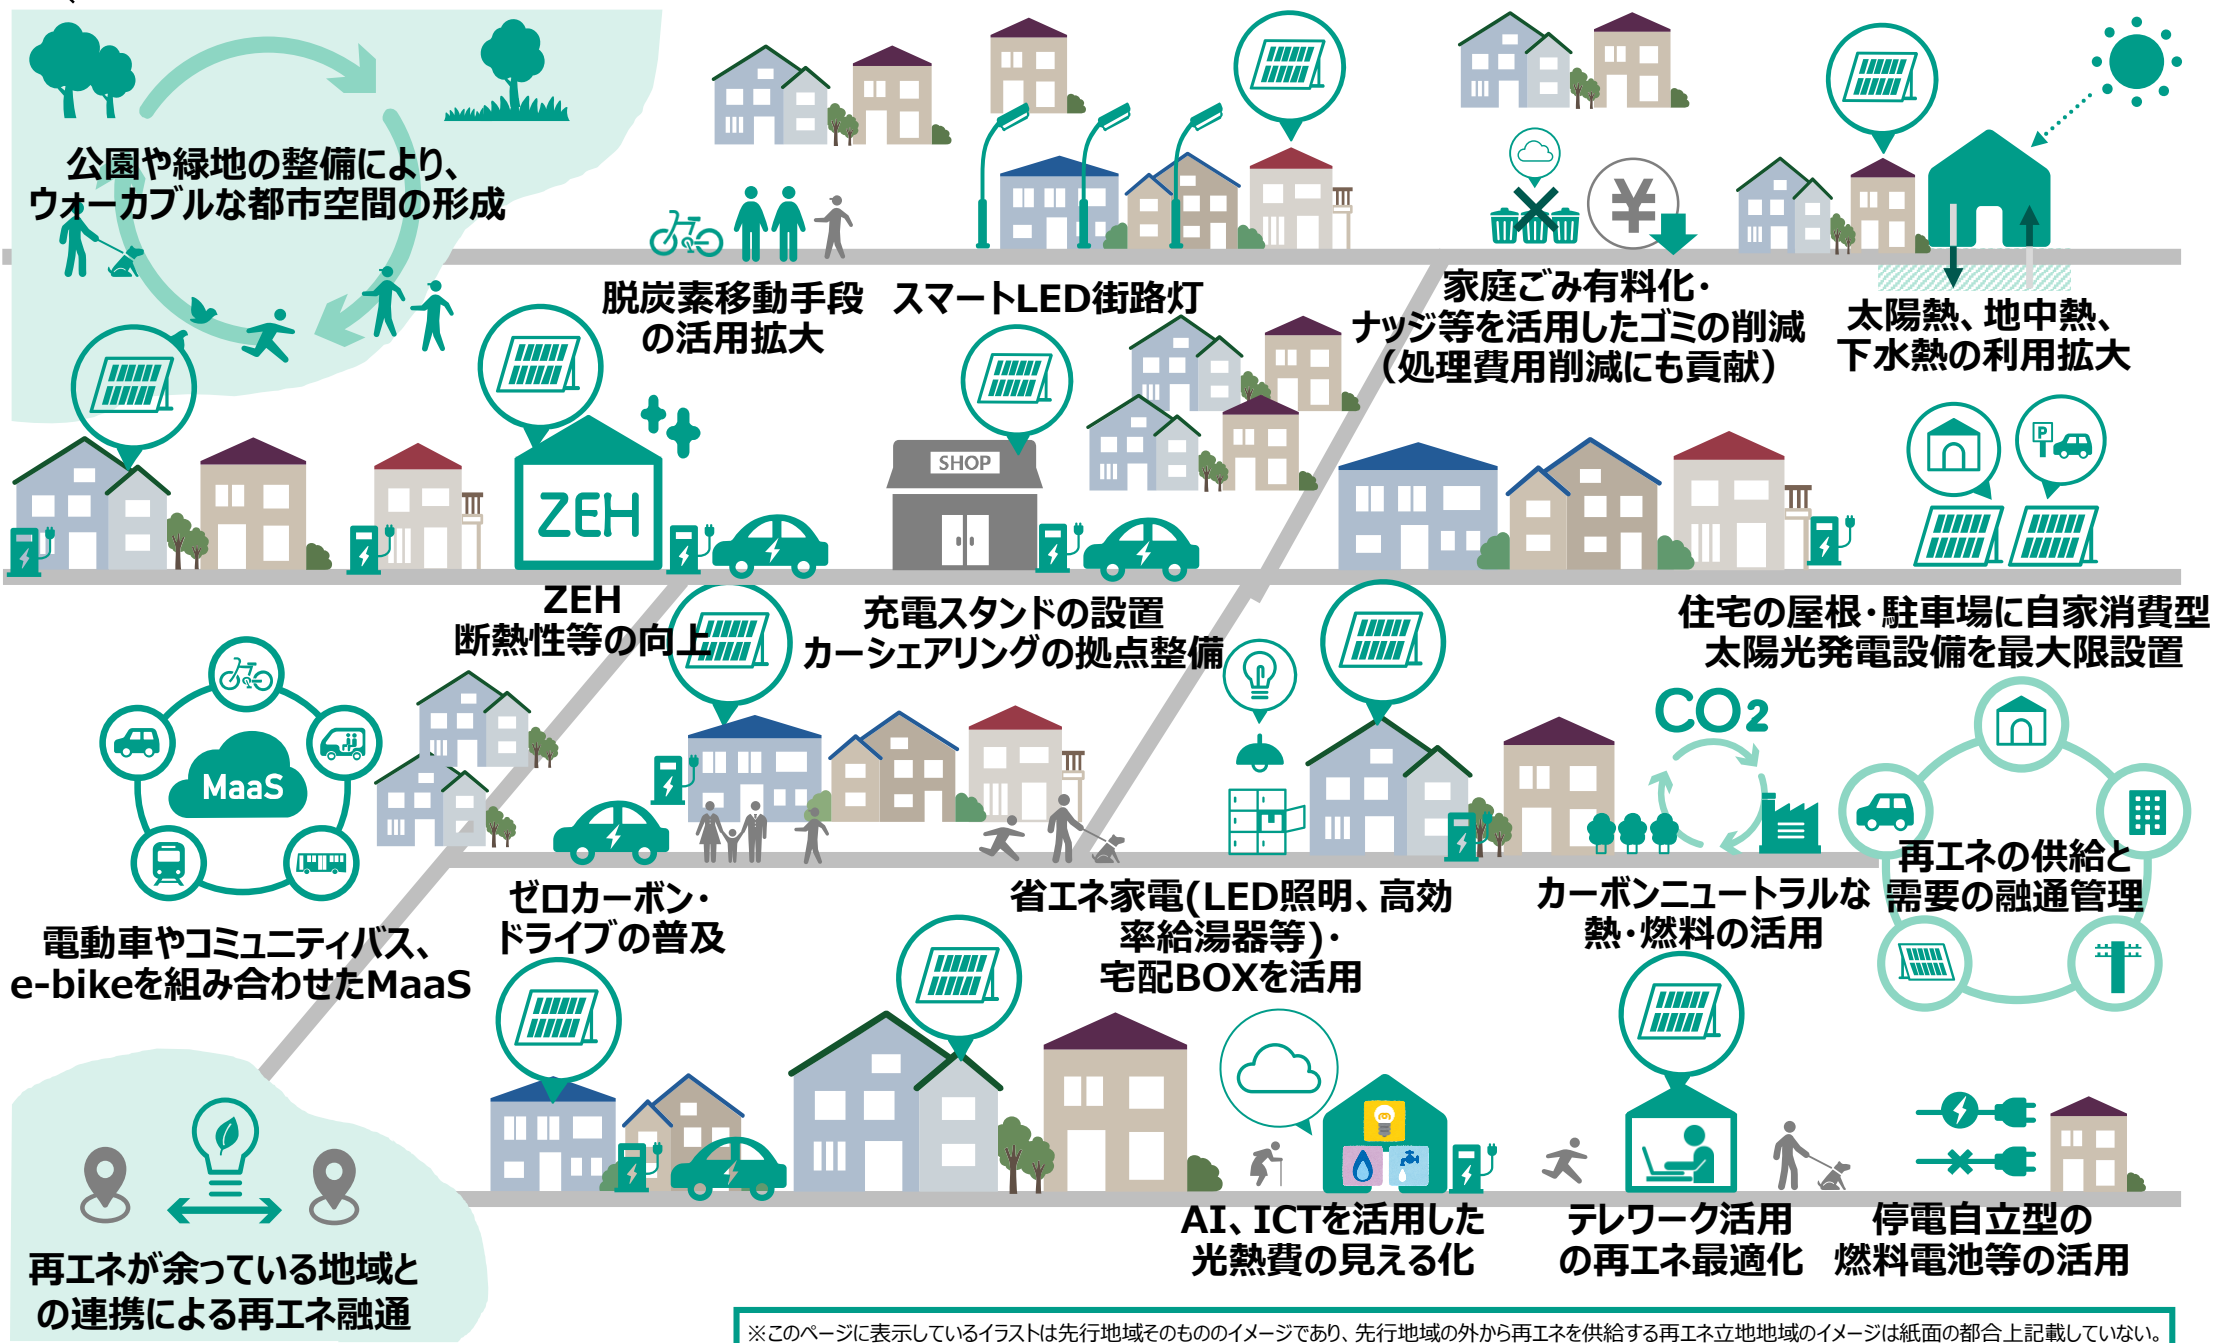 公園や緑地の整備により、
ウォーカブルな都市空間の形成
脱炭素移動手段
の活用拡大
スマートLED街路灯
¥
家庭ごみ有料化・
ナッジ等を活用したゴミの削減
（処理費用削減にも貢献）
太陽熱、地中熱、
下水熱の利用拡大
ZEH
ZEH
断熱性等の向上
SHOP
充電スタンドの設置
カーシェアリングの拠点整備
P
住宅の屋根・駐車場に自家消費型
太陽光発電設備を最大限設置
MaaS
電動車やコミュニティバス、
e-bikeを組み合わせたMaaS
ゼロカーボン・
ドライブの普及
省エネ家電(LED照明、高効
率給湯器等)・
宅配BOXを活用
CO2
カーボンニュートラルな
熱・燃料の活用
再エネの供給と
需要の融通管理
再エネが余っている地域と
の連携による再エネ融通
AI、ICTを活用した
光熱費の見える化
テレワーク活用
の再エネ最適化
停電自立型の
燃料電池等の活用
※このページに表示しているイラストは先行地域そのもののイメージであり、先行地域の外から再エネを供給する再エネ立地地域のイメージは紙面の都合上記載していない。